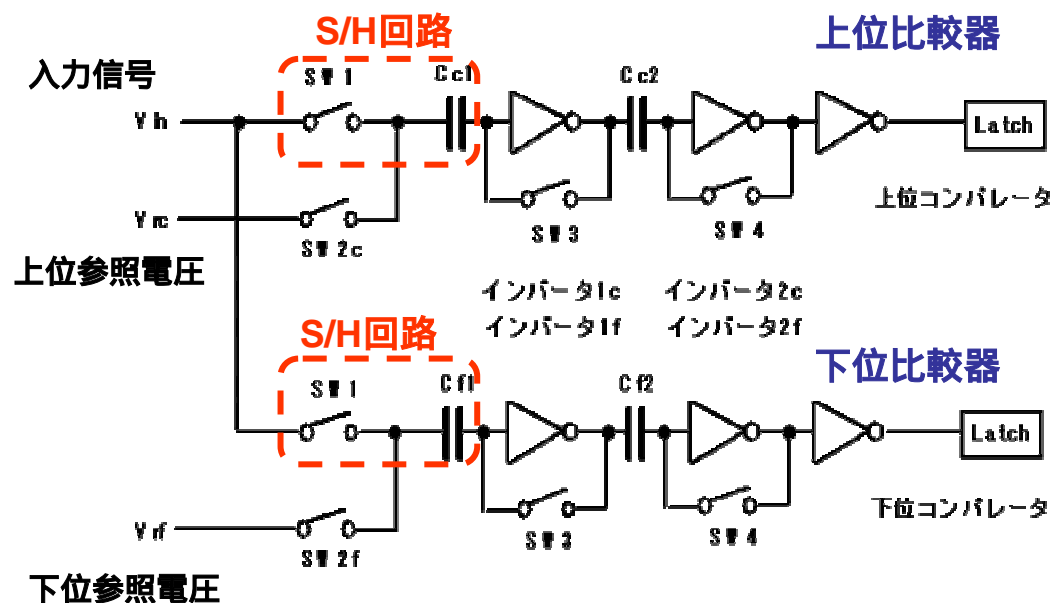 S/H回路
上位比較器
入力信号
SW1
Cc1
Cc2
Vin
Latch
Vrc
SW2c
SW3
SW4
上位コンパレータ
上位参照電圧
インバータ1c
インバータ2c
インバータ1f
インバータ2f
S/H回路
下位比較器
SW1
Cf1
Cf2
Latch
Vrf
SW2f
SW3
SW4
下位コンパレータ
下位参照電圧